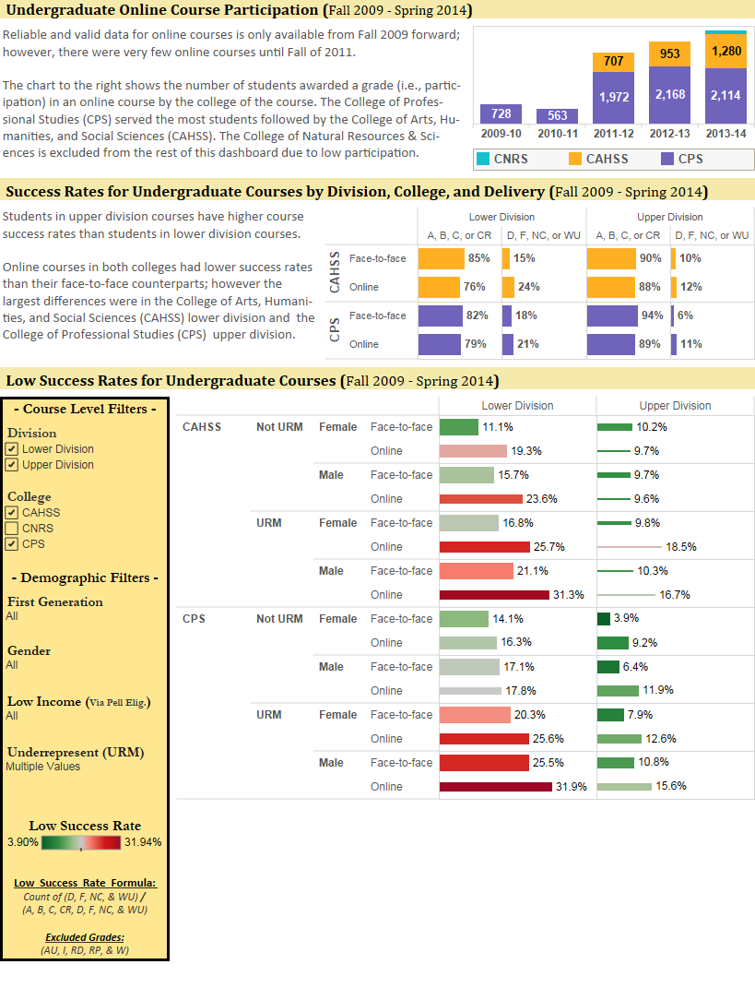 Undergraduate Online Course Participation (Fall 2009 - Spring 2014)
Reliable and valid data for online courses is only available from Fall 2009 forward;
however, there were very few online courses until Fall of 2011.
The chart to the right shows the number of students awarded a grade (i.e., partic-
ipation) in an online course by the college of the course. The College of Profes-
sional Studies (CPS) served the most students followed by the College of Arts, Hu-
manities, and Social Sciences (CAHSS). The College of Natural Resources & Sci-
ences is excluded from the rest of this dashboard due to low participation.
707 953 1,280
728 563 1,972 2,168 2,114
2009-10 2010-11 2011-12 2012-13 2013-14
CNRS CAHSS CPS
Success Rates for Undergraduate Courses by Division, College, and Delivery (Fall 2009 - Spring 2014)
Students in upper division courses have higher course
success rates than students in lower division courses.
Online courses in both colleges had lower success rates
than their face-to-face counterparts; however the
largest differences were in the College of Arts, Humani-
ties, and Social Sciences (CAHSS) lower division and the
College of Professional Studies (CPS) upper division.
Lower Division Upper Division
A, B, C, or CR D, F, NC, or WU A, B, C, or CR D, F, NC, or WU
CAHSS
Face-to-face 85% 15% 90% 10%
Online 76% 24% 88% 12%
CPS
Face-to-face 82% 18% 94% 6%
Online 79% 21% 89% 11%
Low Success Rates for Undergraduate Courses (Fall 2009 - Spring 2014)
- Course Level Filters -
Division
Lower Division
Upper Division
College
CAHSS
CNRS
CPS
- Demographic Filters -
First Generation
All
Gender
All
Low Income (Via Pell Elig.)
All
Underrepresent (URM)
Multiple Values
Low Success Rate
3.90% 31.94%
Low Success Rate Formula:
Count of (D, F, NC, & WU) /
(A, B, C, CR, D, F, NC, & WU)
Excluded Grades:
(AU, I, RD, RP, & W)
Lower Division Upper Division
CAHSS Not URM Female Face-to-face 11.1% 10.2%
Online 19.3% 9.7%
Male Face-to-face 15.7% 9.7%
Online 23.6% 9.6%
URM Female Face-to-face 16.8% 9.8%
Online 25.7% 18.5%
Male Face-to-face 21.1% 10.3%
Online 31.3% 16.7%
CPS Not URM Female Face-to-face 14.1% 3.9%
Online 16.3% 9.2%
Male Face-to-face 17.1% 6.4%
Online 17.8% 11.9%
URM Female Face-to-face 20.3% 7.9%
Online 25.6% 12.6%
Male Face-to-face 25.5% 10.8%
Online 31.9% 15.6%